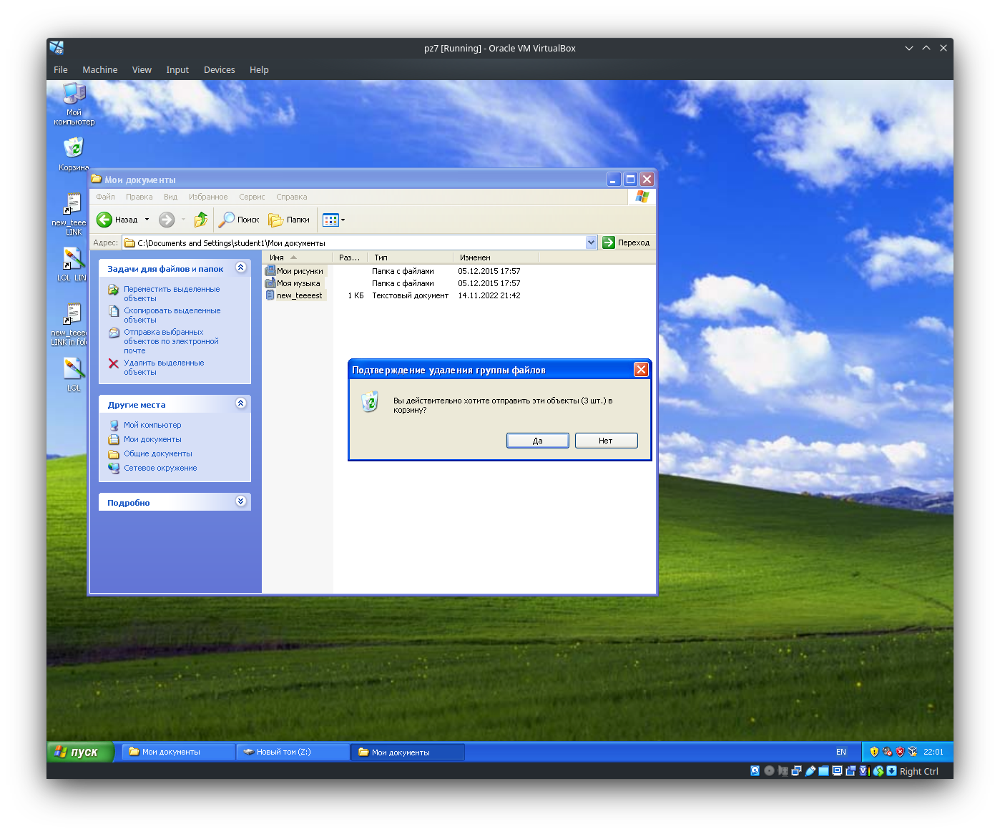 pz7 [Running] - Oracle VM VirtualBox
File Machine View Input Devices Help
Мой
компьютер
Корзина
new_teee
LINK
LOL LIN
new_teeee
LINK in fol
LOL
Мои документы
Файл Правка Вид Избранное Сервис Справка
Назад Поиск Папки
Адрес: C:\Documents and Settings\student1\Мои документы Переход
Задачи для файлов и папок
Переместить выделенные
объекты
Скопировать выделенные
объекты
Отправка выбранных
объектов по электронной
почте
Удалить выделенные
объекты
Другие места
Мой компьютер
Мои документы
Общие документы
Сетевое окружение
Подробно
Имя Раз... Тип Изменен
Мои рисунки Папка с файлами 05.12.2015 17:57
Моя музыка Папка с файлами 05.12.2015 17:57
new_teeeest 1 КБ Текстовый документ 14.11.2022 21:42
Подтверждение удаления группы файлов
Вы действительно хотите отправить эти объекты (3 шт.) в
корзину?
Да Нет
пуск Мои документы Новый том (Z:) Мои документы EN 22:01
Right Ctrl